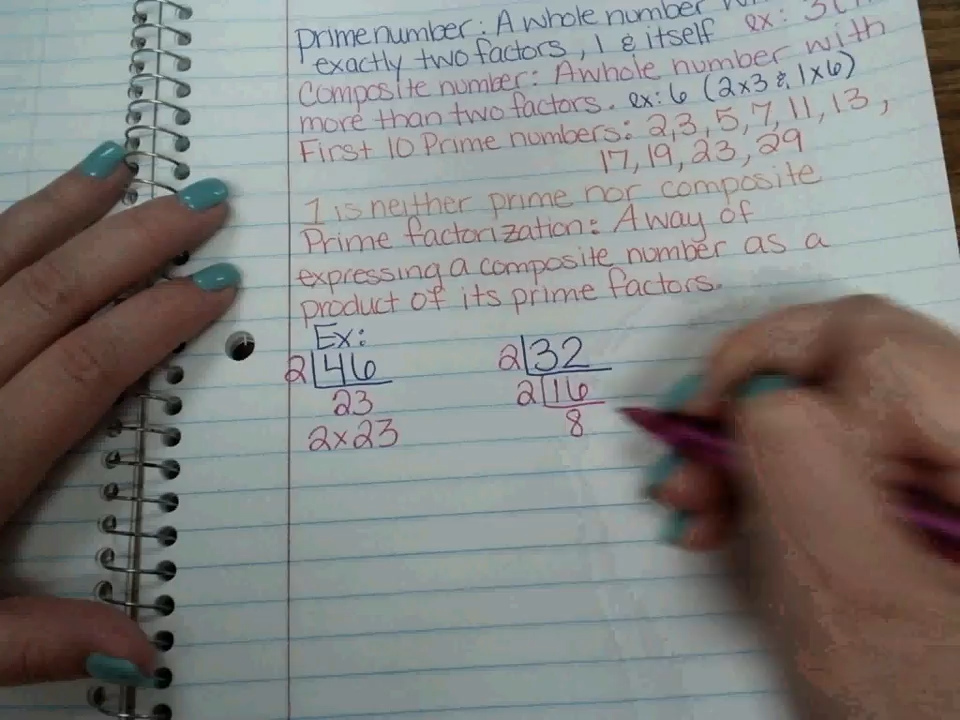 prime number: A whole number
exactly two factors, 1 & itself ex: 3
Composite number: A whole number with
more than two factors. ex: 6 (2x3 & 1x6)
First 10 Prime numbers: 2, 3, 5, 7, 11, 13,
17, 19, 23, 29
1 is neither prime nor composite
Prime factorization: A way of
expressing a composite number as a
product of its prime factors.
Ex:
2 46
23
2x23
2 32
2 16
8